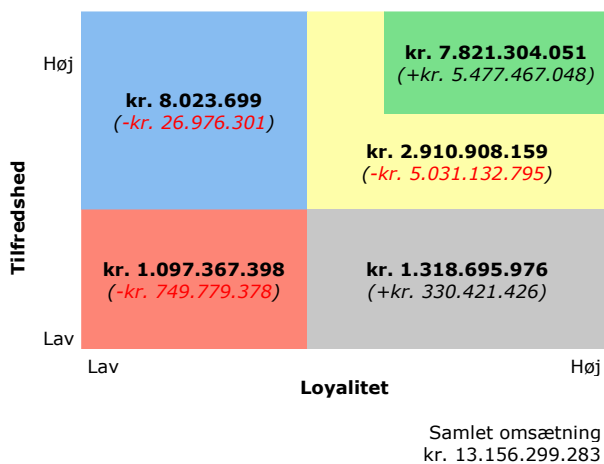 Høj
kr. 7.821.304.051
(+kr. 5.477.467.048)
kr. 8.023.699
(-kr. 26.976.301)
kr. 2.910.908.159
(-kr. 5.031.132.795)
Tilfredshed
kr. 1.097.367.398
(-kr. 749.779.378)
kr. 1.318.695.976
(+kr. 330.421.426)
Lav
Lav
Høj
Loyalitet
Samlet omsætning
kr. 13.156.299.283